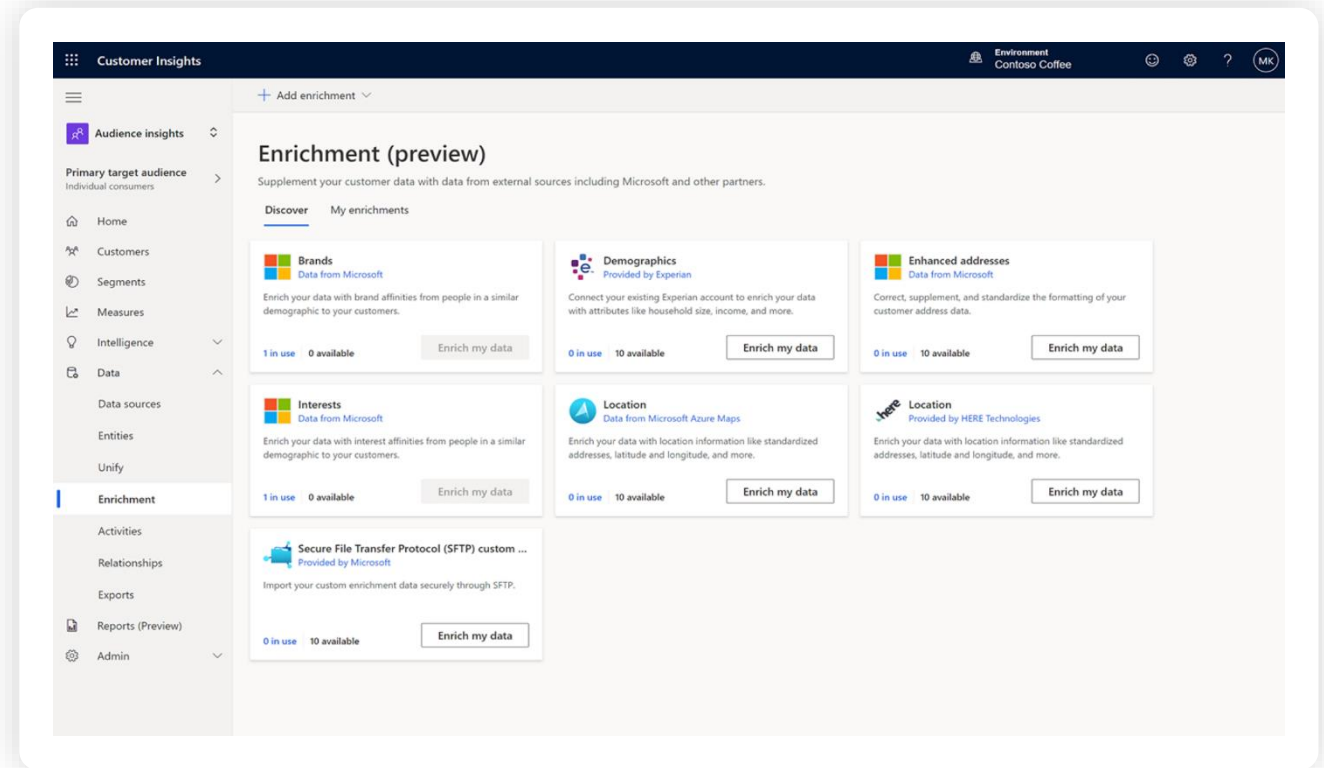 Customer Insights
Environment
Contoso Coffee
?
MK
Add enrichment
Audience insights
Primary target audience
Individual consumers
Home
Customers
Segments
Measures
Intelligence
Data
Data sources
Entities
Unify
Enrichment
Activities
Relationships
Exports
Reports (Preview)
Admin
Enrichment (preview)
Supplement your customer data with data from external sources including Microsoft and other partners.
Discover My enrichments
Brands
Data from Microsoft
Enrich your data with brand affinities from people in a similar
demographic to your customers.
1 in use 0 available Enrich my data
e.
Demographics
Provided by Experian
Connect your existing Experian account to enrich your data
with attributes like household size, income, and more.
0 in use 10 available Enrich my data
Enhanced addresses
Data from Microsoft
Correct, supplement, and standardize the formatting of your
customer address data.
0 in use 10 available Enrich my data
Interests
Data from Microsoft
Enrich your data with interest affinities from people in a similar
demographic to your customers.
1 in use 0 available Enrich my data
Location
Data from Microsoft Azure Maps
Enrich your data with location information like standardized
addresses, latitude and longitude, and more.
0 in use 10 available Enrich my data
here
Location
Provided by HERE Technologies
Enrich your data with location information like standardized
addresses, latitude and longitude, and more.
0 in use 10 available Enrich my data
Secure File Transfer Protocol (SFTP) custom ...
Provided by Microsoft
Import your custom enrichment data securely through SFTP.
0 in use 10 available Enrich my data